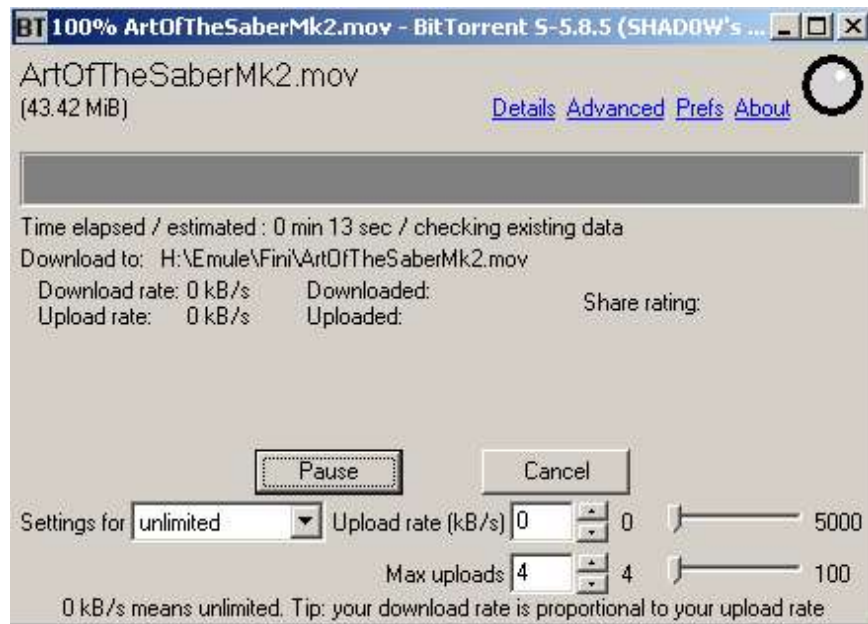 BT 100% ArtOfTheSaberMk2.mov - BitTorrent S-5.8.5 (SHAD0W's ...
ArtOfTheSaberMk2.mov
(43.42 MiB)
Details Advanced Prefs About
Time elapsed / estimated : 0 min 13 sec / checking existing data
Download to: H:\Emule\Fini\ArtOfTheSaberMk2.mov
Download rate: 0 kB/s Downloaded:
Share rating:
Upload rate: 0 kB/s Uploaded:
Pause Cancel
Settings for unlimited Upload rate (kB/s) 0 0 5000
Max uploads 4 4 100
0 kB/s means unlimited. Tip: your download rate is proportional to your upload rate